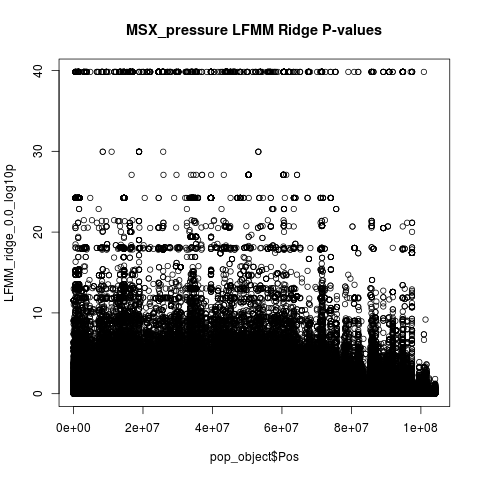 MSX_pressure LFMM Ridge P-values
LFMM_ridge_0.0_log10p
40
30
20
10
0
0e+00 2e+07 4e+07 6e+07 8e+07 1e+08
pop_object$Pos